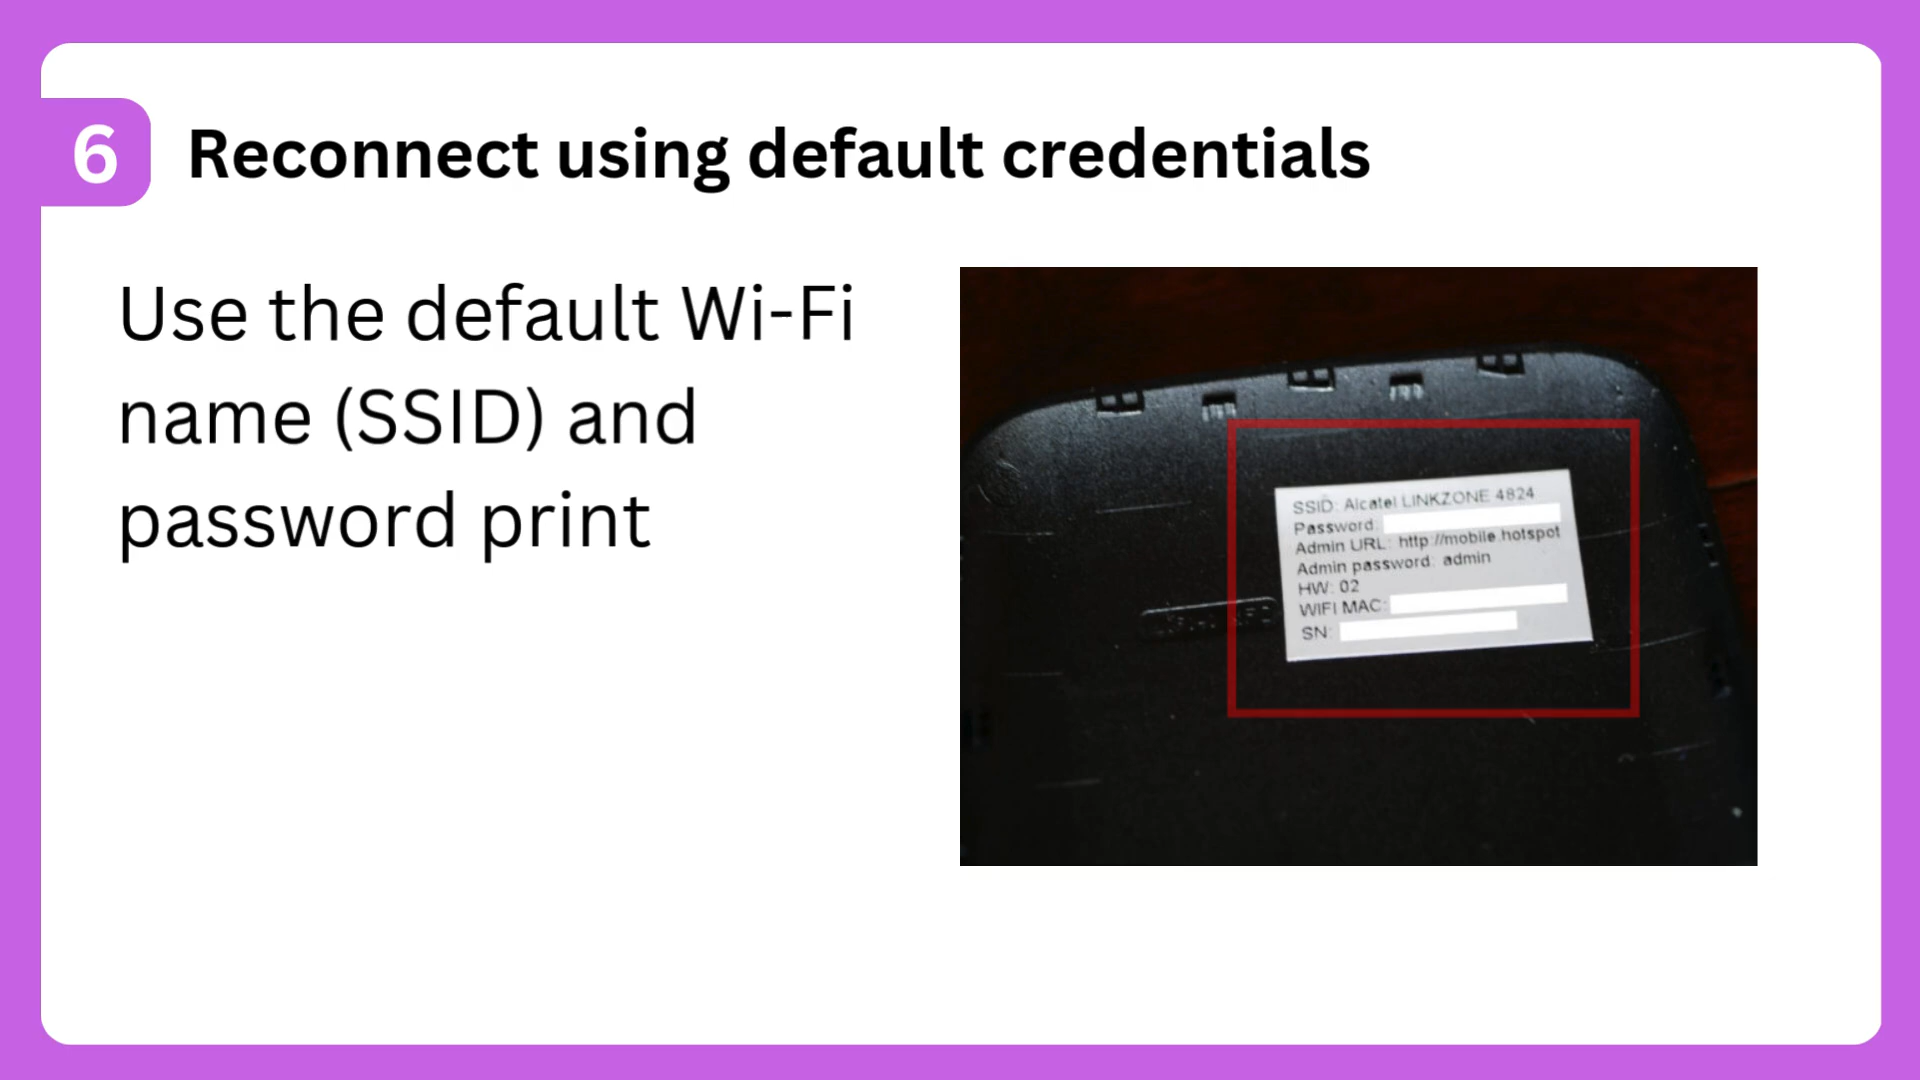 6
Reconnect using default credentials
Use the default Wi-Fi
name (SSID) and
password print
SSID: Alcatel LINKZONE 4824
Password:
Admin URL: http://mobile.hotspot
Admin password: admin
HW: 02
WIFI MAC:
SN: